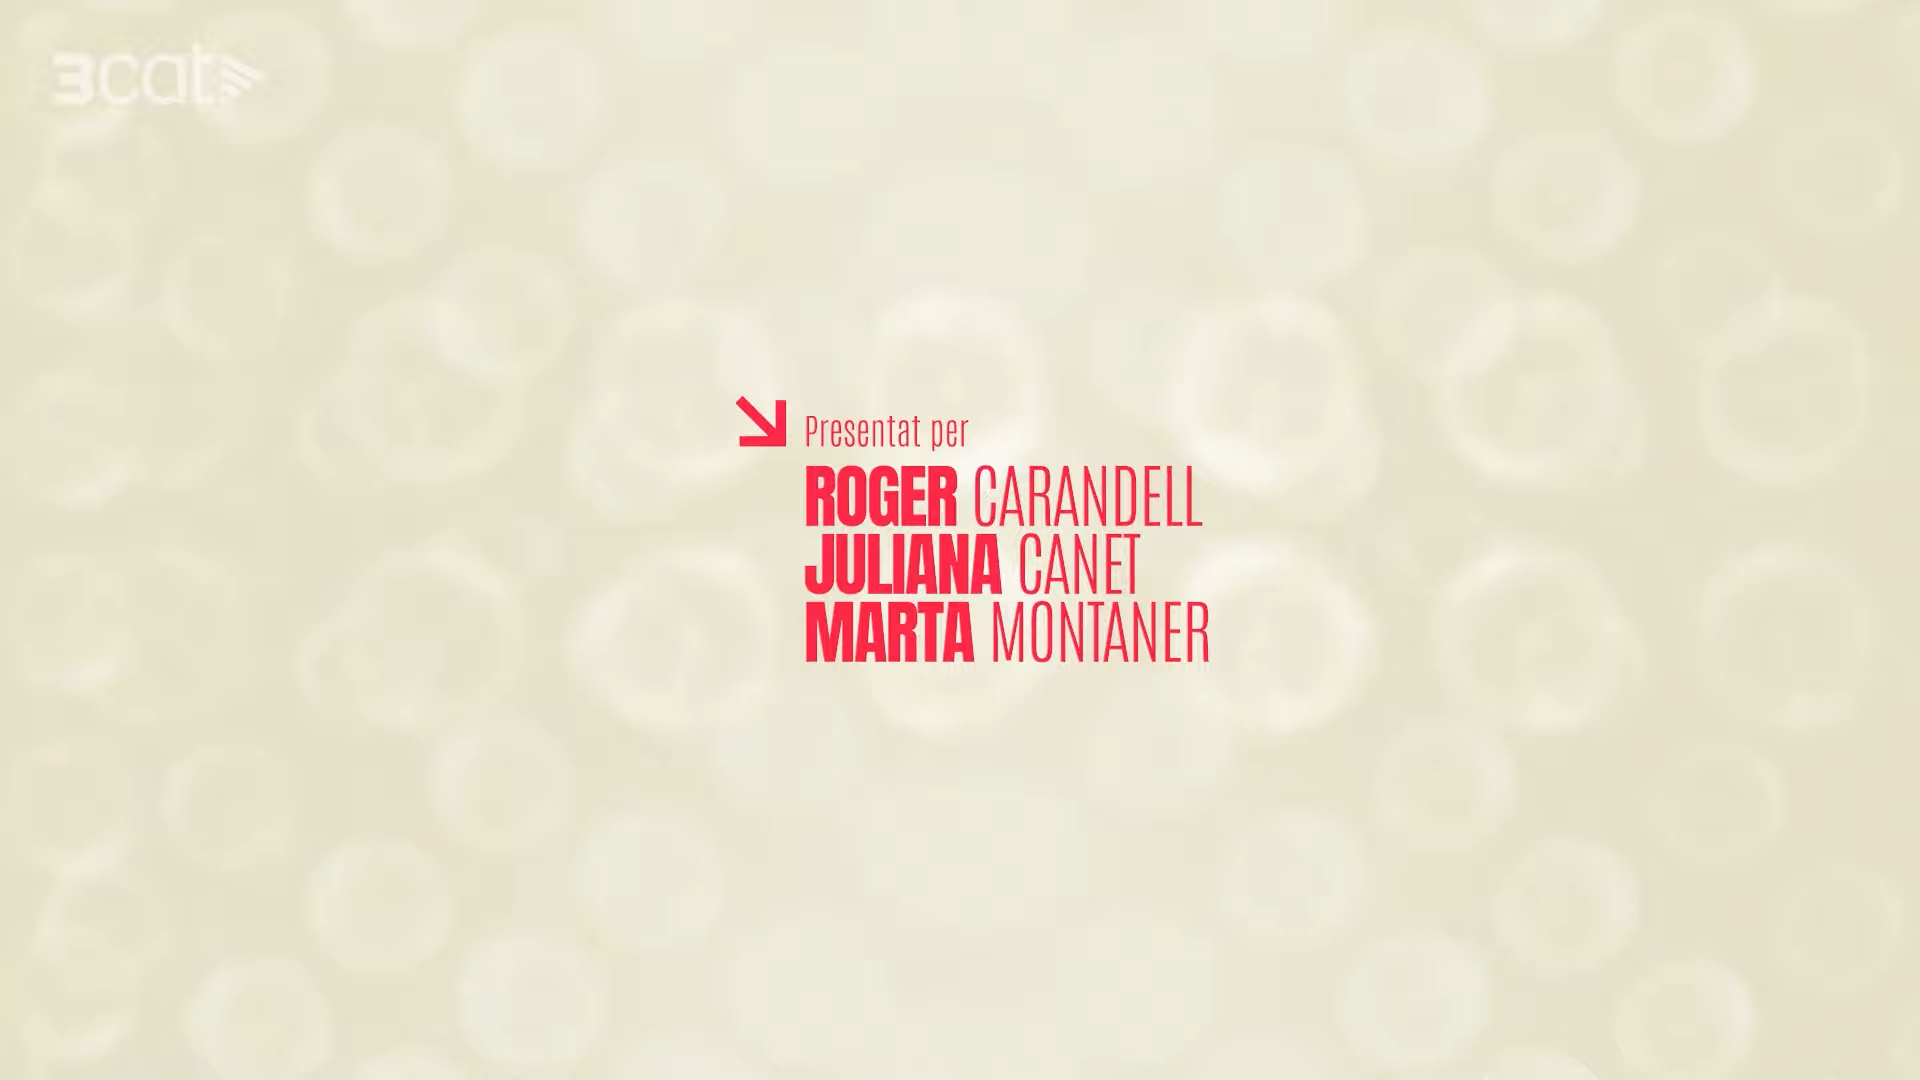 3cat
Presentat per
ROGER CARANDELL
JULIANA CANET
MARTA MONTANER